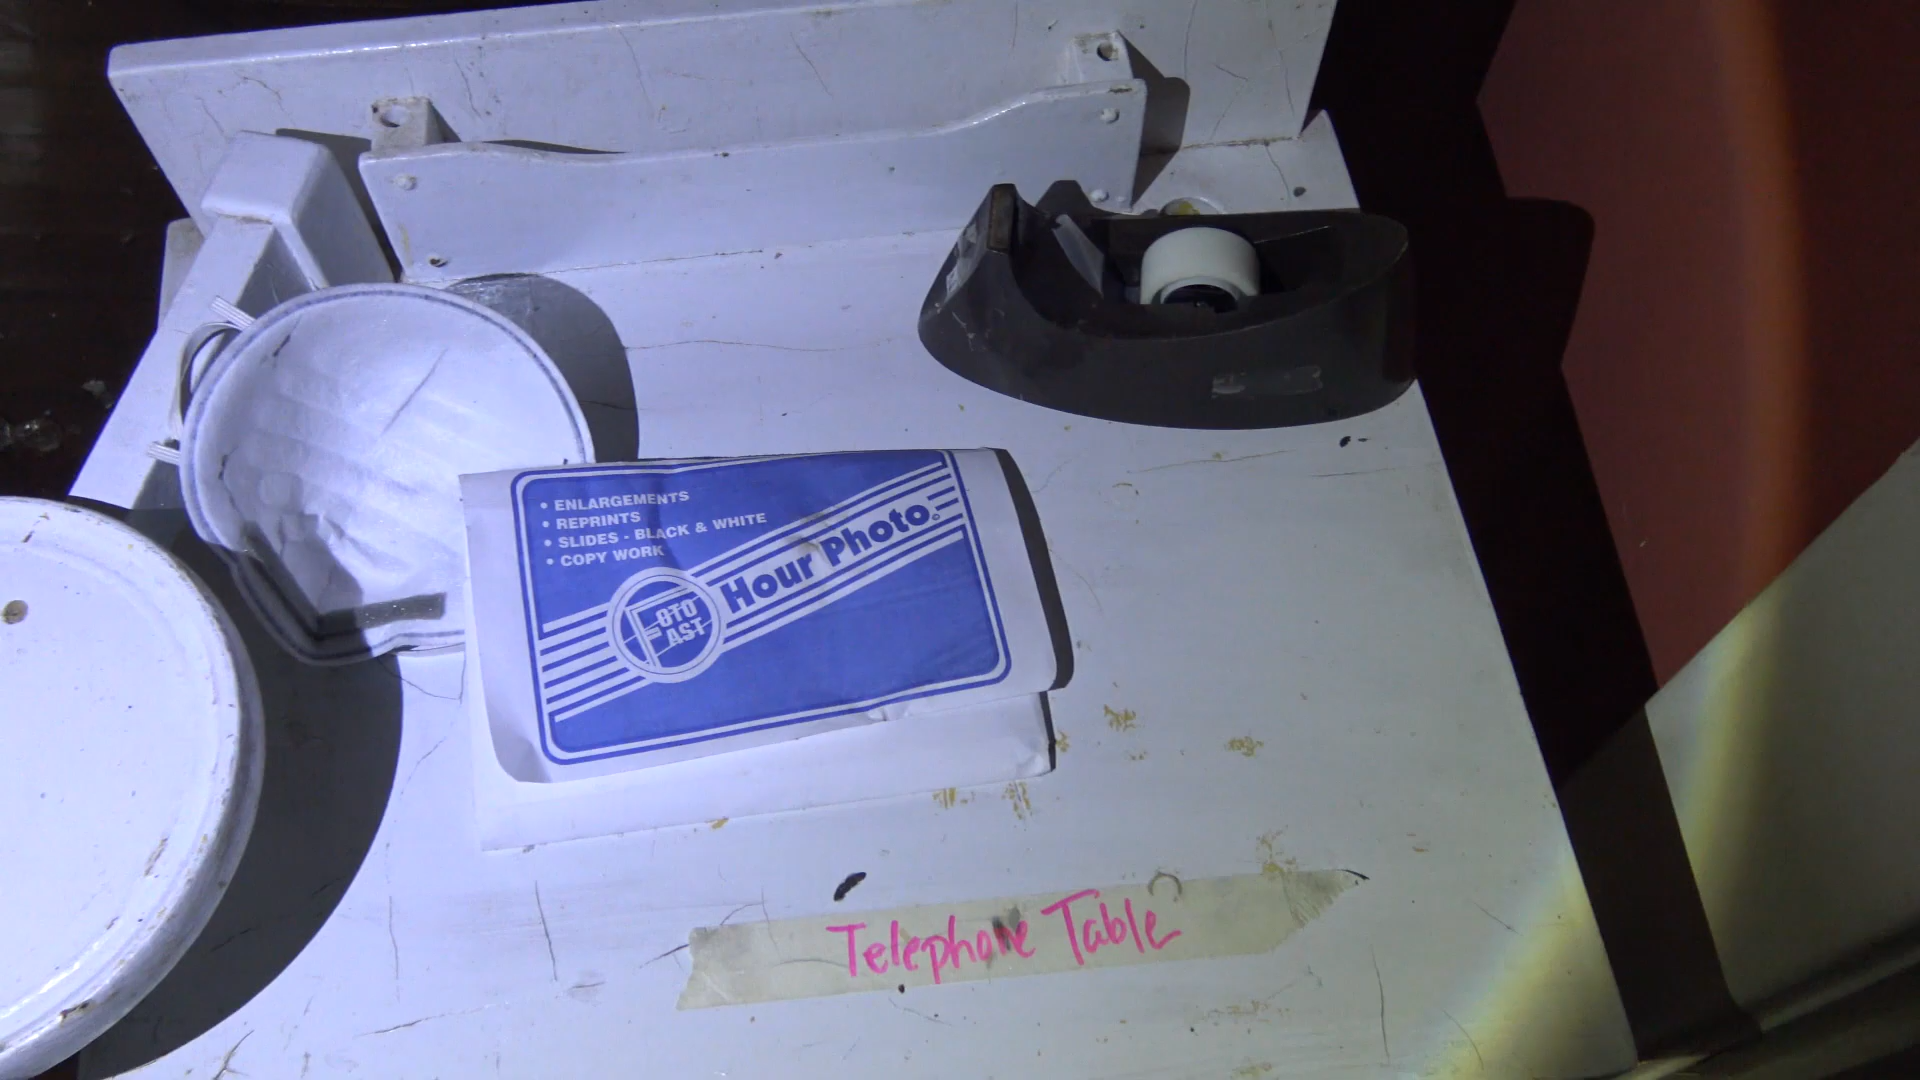 • ENLARGEMENTS
• REPRINTS
• SLIDES - BLACK & WHITE
• COPY WORK
FOTO
FAST
Hour Photo
Telephone Table